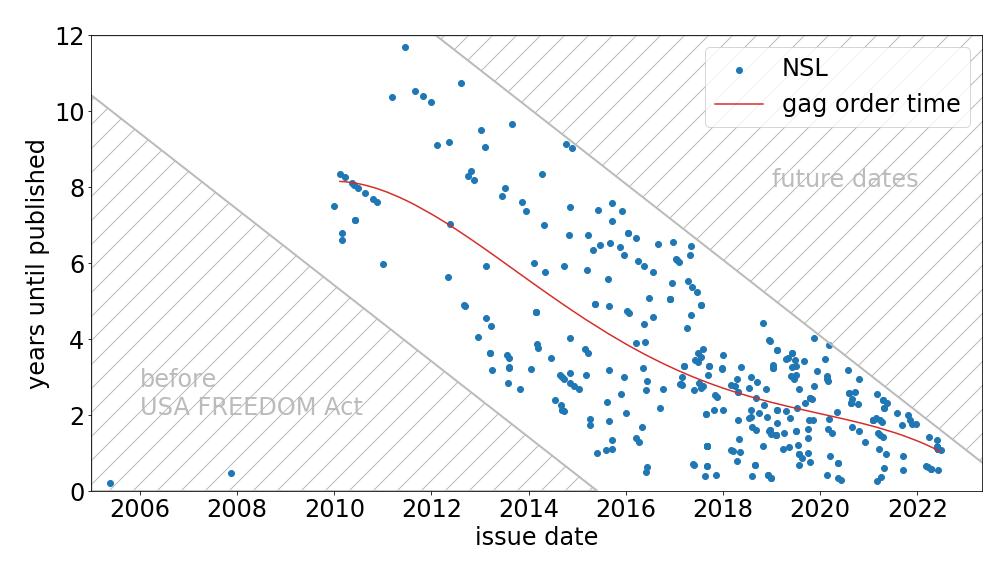 12
10
8
6
4
2
0
years until published
NSL
gag order time
future dates
before
USA FREEDOM Act
2006 2008 2010 2012 2014 2016 2018 2020 2022
issue date